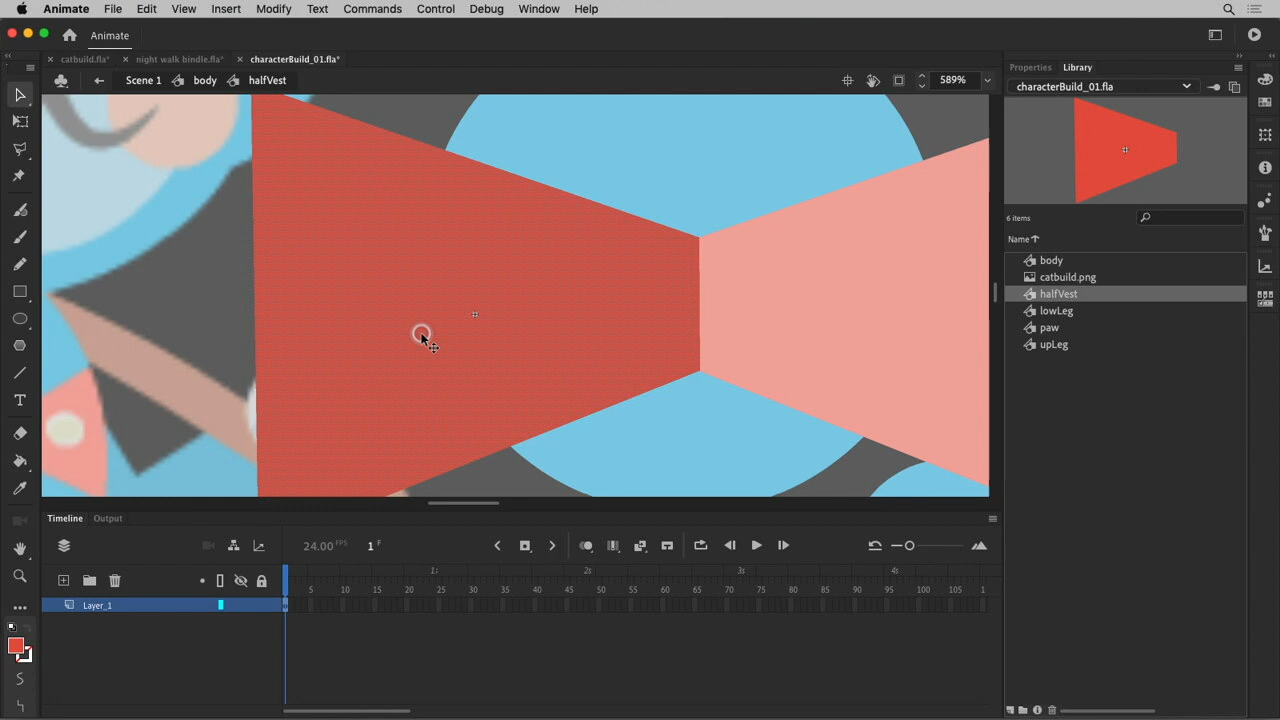 Animate File Edit View Insert Modify Text Commands Control Debug Window Help
Animate
catbuild.fla* night walk bindle.fla* characterBuild_01.fla*
Scene 1 body halfVest 589%
Properties Library
characterBuild_01.fla
6 items
Name
body
catbuild.png
halfVest
lowLeg
paw
upLeg
Timeline Output
24.00 FPS 1 F
1s 2s 3s 4s
5 10 15 20 25 30 35 40 45 50 55 60 65 70 75 80 85 90 95 100 105 1
Layer_1